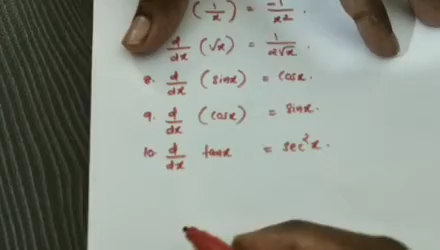 (1/x) = -1/x²
d/dx (√x) = 1/2√x.
8. d/dx (sinx) = cosx.
9. d/dx (cosx) = sinx.
10. d/dx tanx = sec²x.